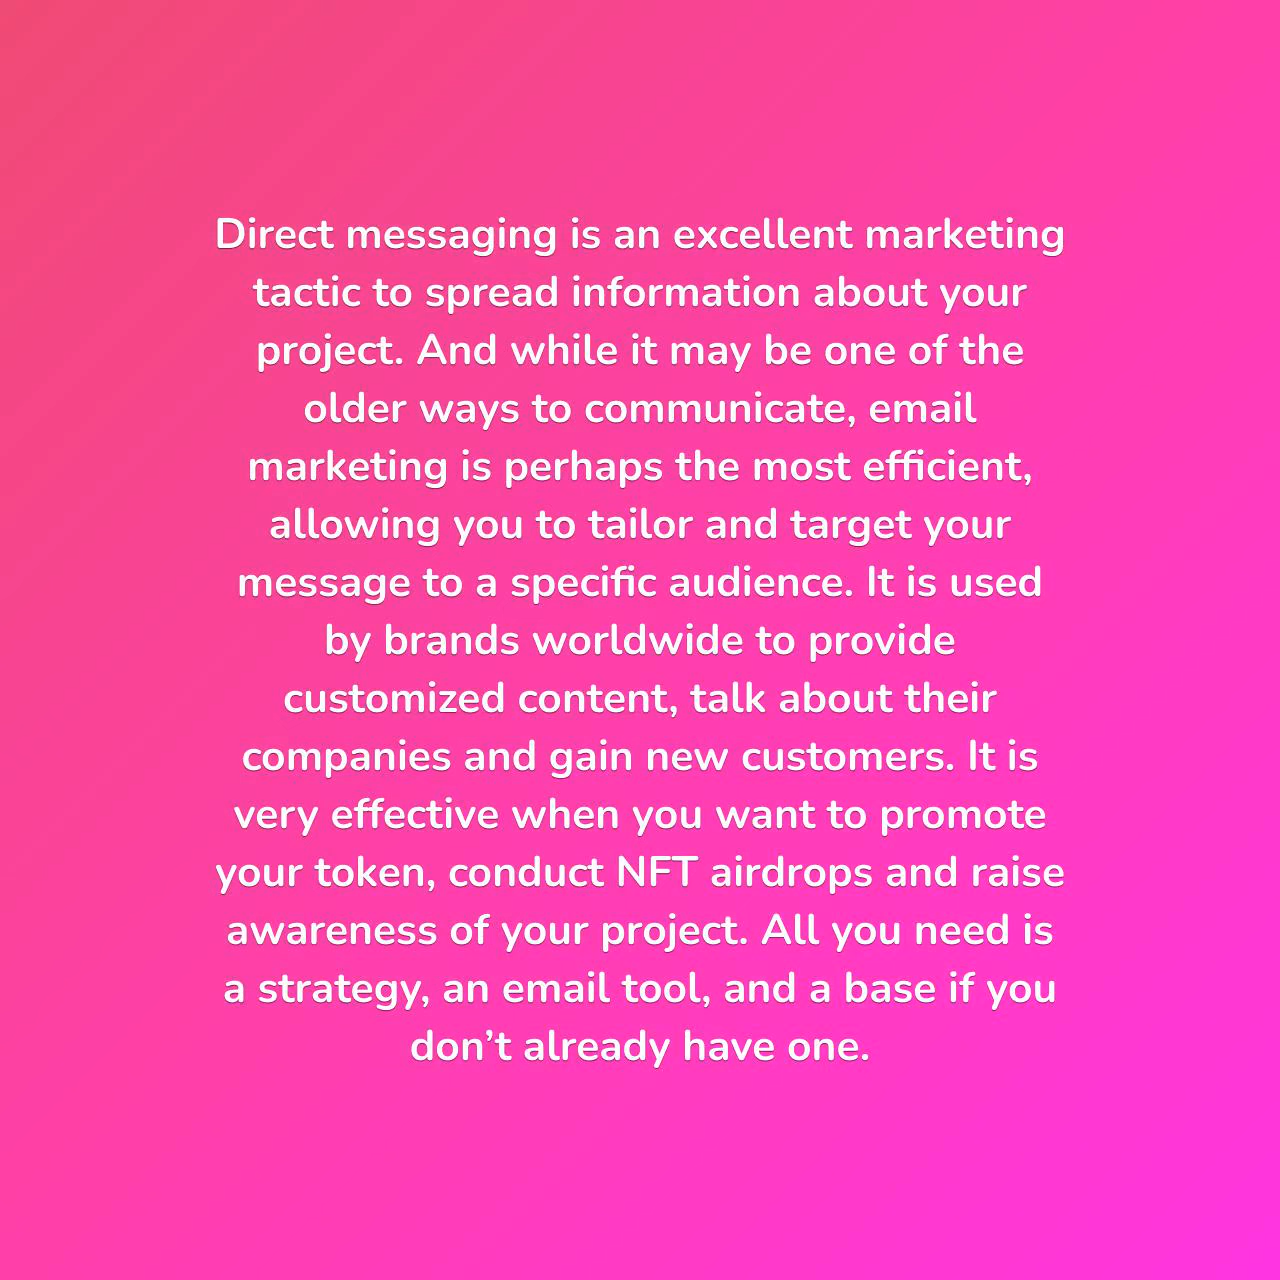 Direct messaging is an excellent marketing
tactic to spread information about your
project. And while it may be one of the
older ways to communicate, email
marketing is perhaps the most efficient,
allowing you to tailor and target your
message to a specific audience. It is used
by brands worldwide to provide
customized content, talk about their
companies and gain new customers. It is
very effective when you want to promote
your token, conduct NFT airdrops and raise
awareness of your project. All you need is
a strategy, an email tool, and a base if you
don’t already have one.